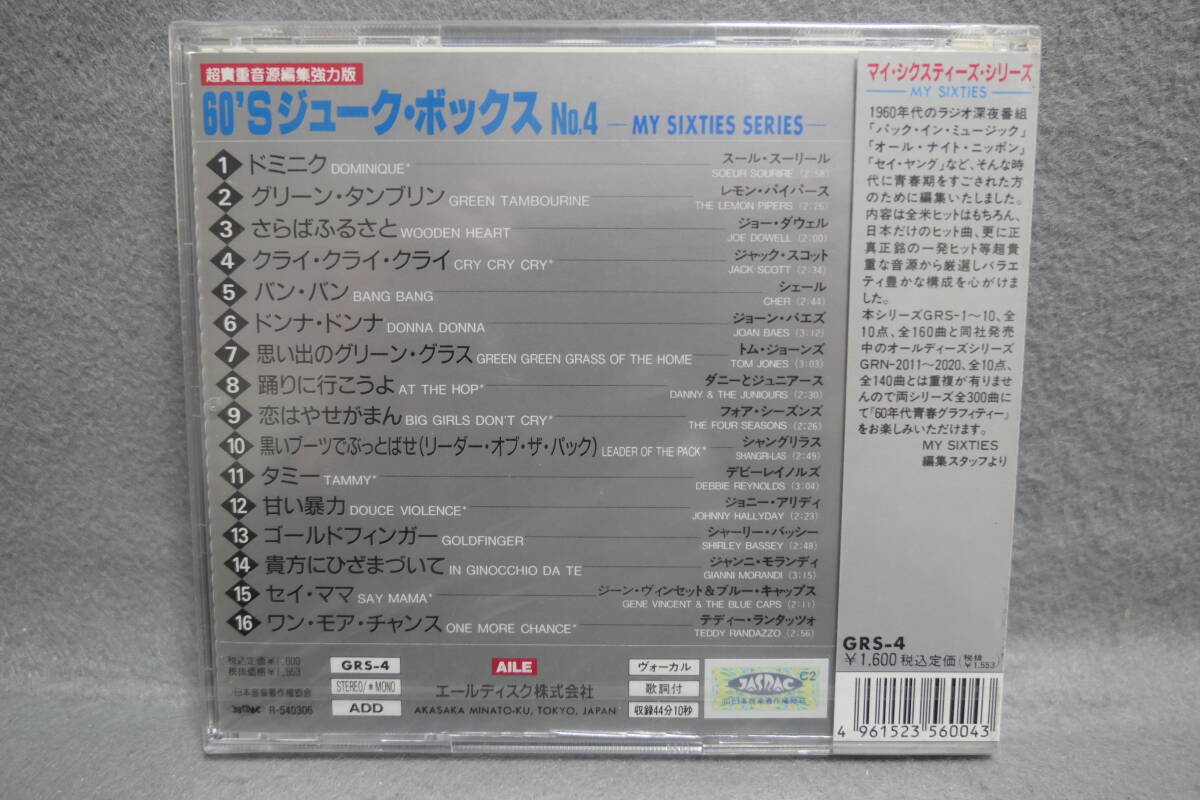 超貴重音源編集強力版
60'Sジューク・ボックス No.4 — MY SIXTIES SERIES —
1 ドミニク DOMINIQUE* スール・スーリール
SOEUR SOURIRE (2:58)
2 グリーン・タンブリン GREEN TAMBOURINE レモン・パイパース
THE LEMON PIPERS (2:26)
3 さらばふるさと WOODEN HEART ジョー・ダウェル
JOE DOWELL (2:00)
4 クライ・クライ・クライ CRY CRY CRY* ジャック・スコット
JACK SCOTT (2:34)
5 バン・バン BANG BANG シェール
CHER (2:44)
6 ドンナ・ドンナ DONNA DONNA ジョーン・バエズ
JOAN BAES (3:12)
7 思い出のグリーン・グラス GREEN GREEN GRASS OF THE HOME トム・ジョーンズ
TOM JONES (3:03)
8 踊りに行こうよ AT THE HOP* ダニーとジュニアース
DANNY & THE JUNIOURS (2:30)
9 恋はやせがまん BIG GIRLS DON'T CRY* フォア・シーズンズ
THE FOUR SEASONS (2:26)
10 黒いブーツでぶっとばせ(リーダー・オブ・ザ・パック) LEADER OF THE PACK* シャングリラス
SHANGRI-LAS (2:49)
11 タミー TAMMY* デビーレイノルズ
DEBBIE REYNOLDS (3:04)
12 甘い暴力 DOUCE VIOLENCE* ジョニー・アリディ
JOHNNY HALLYDAY (2:23)
13 ゴールドフィンガー GOLDFINGER シャーリー・バッシー
SHIRLEY BASSEY (2:48)
14 貴方にひざまづいて IN GINOCCHIO DA TE ジャンニ・モランディ
GIANNI MORANDI (3:15)
15 セイ・ママ SAY MAMA* ジーン・ヴィンセット&ブルー・キャップス
GENE VINCENT & THE BLUE CAPS (2:11)
16 ワン・モア・チャンス ONE MORE CHANCE* テディー・ランタッツォ
TEDDY RANDAZZO (2:56)
税込定価¥1,600
税抜価格¥1,553
日本音楽著作権協会
JASRAC R-540306
GRS-4
STEREO/*MONO
ADD
AILE
エールディスク株式会社
AKASAKA MINATO-KU, TOKYO, JAPAN
ヴォーカル
歌詞付
収録44分10秒
C2
JASRAC
マイ・シクスティーズ・シリーズ
— MY SIXTIES —
1960年代のラジオ深夜番組
「パック・イン・ミュージック」
「オール・ナイト・ニッポン」
「セイ・ヤング」など、そんな時
代に青春期をすごされた方
のために編集いたしました。
内容は全米ヒットはもちろん、
日本だけのヒット曲、更に正
真正銘の一発ヒット等超貴
重な音源から厳選しバラエ
ティ豊かな構成を心がけま
した。
本シリーズGRS-1〜10、全
10点、全160曲と同社発売
中のオールディーズシリーズ
GRN-2011〜2020、全10点、
全140曲とは重複が有りませ
んので両シリーズ全300曲に
て「60年代青春グラフィティー」
をお楽しみいただけます。
MY SIXTIES
編集スタッフより
GRS-4
¥1,600税込定価(税抜¥1,553)
4 961523 560043